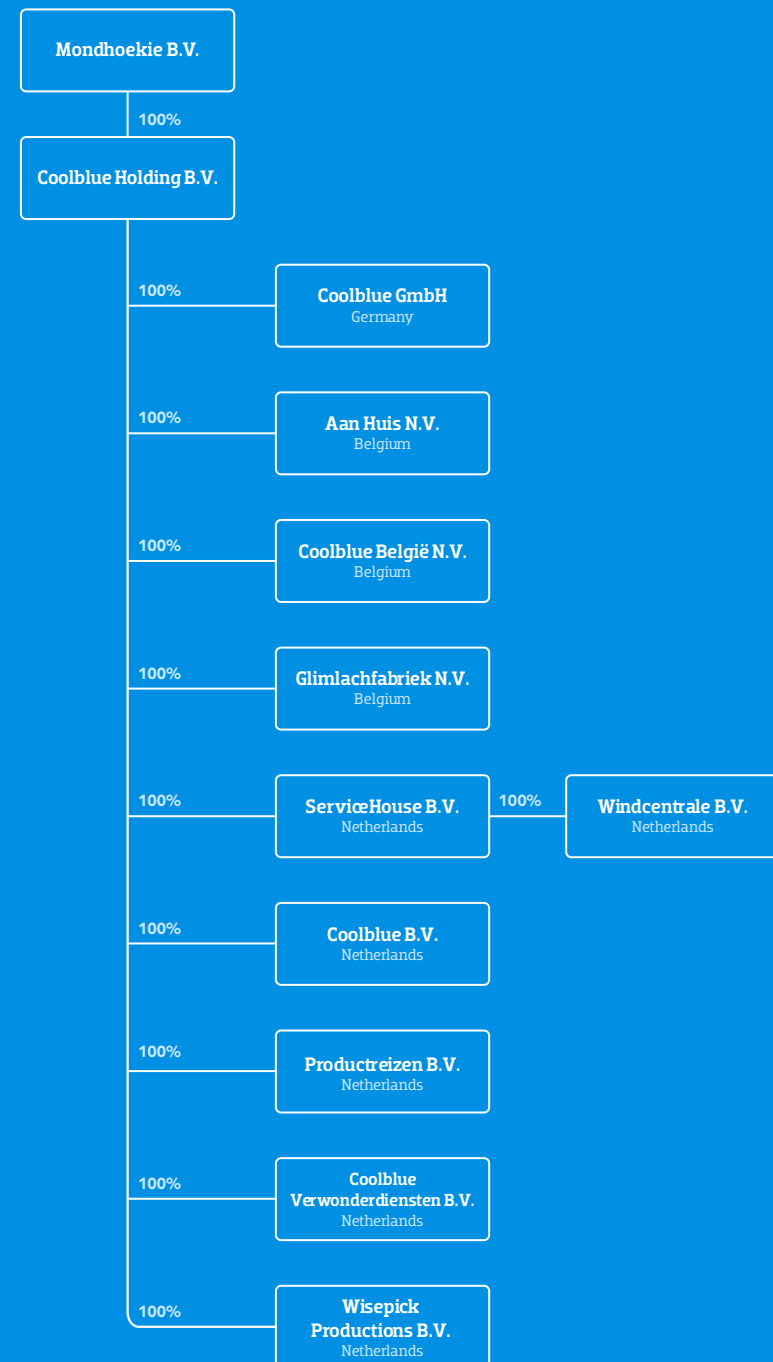 Mondhoekie B.V.
100%
Coolblue Holding B.V.
100%
Coolblue GmbH
Germany
100%
Aan Huis N.V.
Belgium
100%
Coolblue België N.V.
Belgium
100%
Glimlachfabriek N.V.
Belgium
100%
ServiceHouse B.V.
Netherlands
100%
Windcentrale B.V.
Netherlands
100%
Coolblue B.V.
Netherlands
100%
Productreizen B.V.
Netherlands
100%
Coolblue
Verwonderdiensten B.V.
Netherlands
100%
Wisepick
Productions B.V.
Netherlands